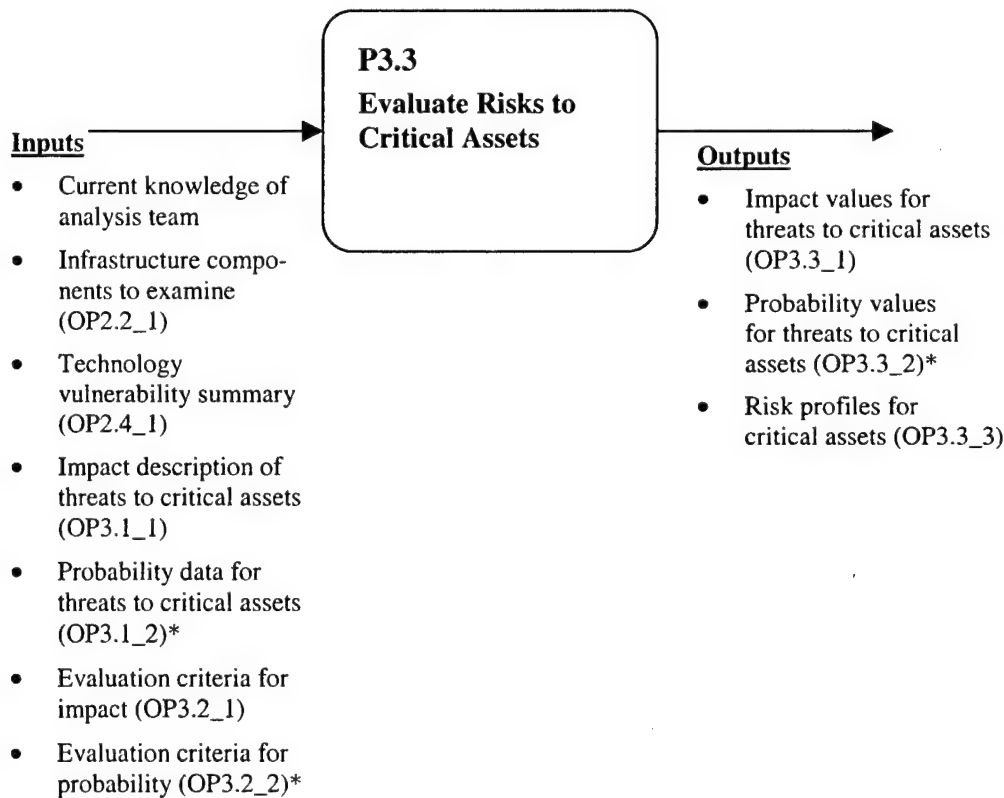 P3.3
Evaluate Risks to
Critical Assets
Inputs
• Current knowledge of
analysis team
• Infrastructure compo-
nents to examine
(OP2.2_1)
• Technology
vulnerability summary
(OP2.4_1)
• Impact description of
threats to critical assets
(OP3.1_1)
• Probability data for
threats to critical assets
(OP3.1_2)*
• Evaluation criteria for
impact (OP3.2_1)
• Evaluation criteria for
probability (OP3.2_2)*
Outputs
• Impact values for
threats to critical assets
(OP3.3_1)
• Probability values
for threats to critical
assets (OP3.3_2)*
• Risk profiles for
critical assets (OP3.3_3)